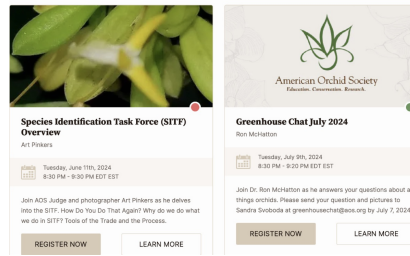 Species Identification Task Force (SITF)
Overview
Art Pinkers
Tuesday, June 11th, 2024
8:30 PM - 9:30 PM EDT EST
Join AOS Judge and photographer Art Pinkers as he delves
into the SITF. How Do You Do That Again? Why do we do what
we do in SITF? Tools of the Trade and the Process.
REGISTER NOW
LEARN MORE
American Orchid Society
Education. Conservation. Research.
Greenhouse Chat July 2024
Ron McHatton
Tuesday, July 9th, 2024
8:30 PM - 9:30 PM EDT EST
Join Dr. Ron McHatton as he answers your questions about a
things orchids. Please send your question and pictures to
Sandra Svoboda at greenhousechat@aos.org by July 7, 2024
REGISTER NOW
LEARN MORE